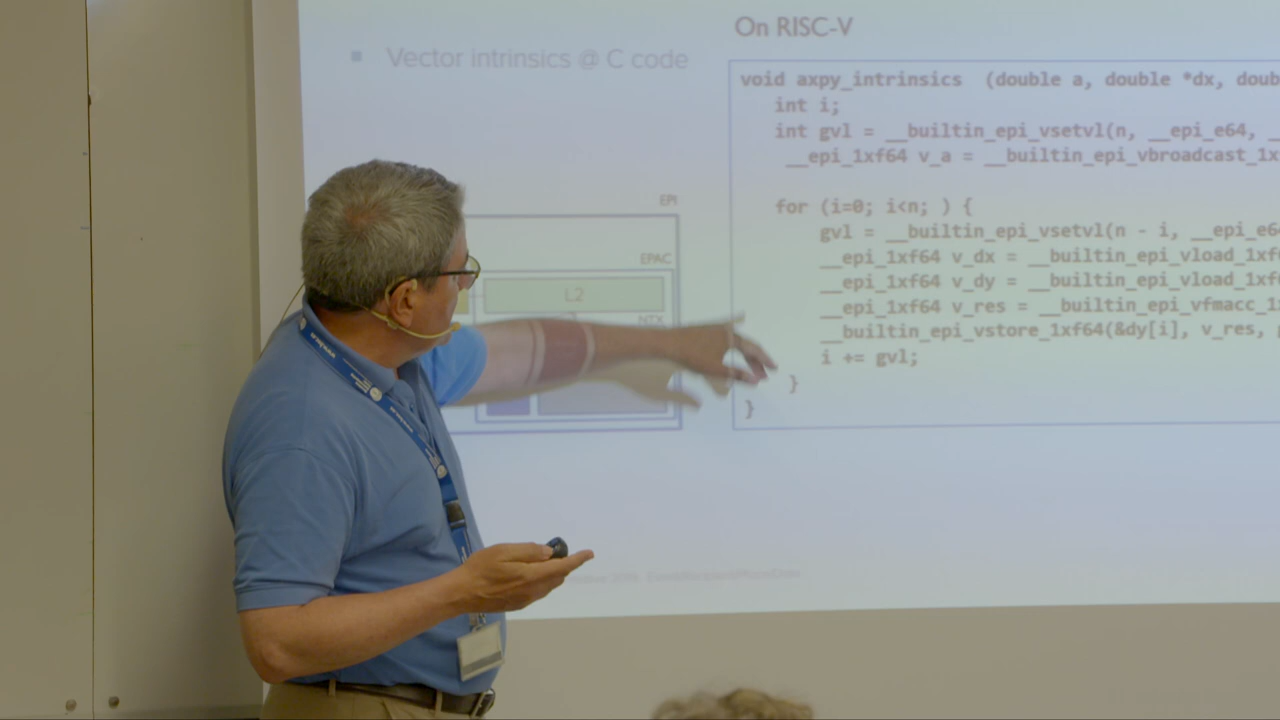 On RISC-V
Vector intrinsics @ C code
void axpy_intrinsics (double a, double *dx, doub
int i;
int gvl = __builtin_epi_vsetvl(n, __epi_e64, _
__epi_1xf64 v_a = __builtin_epi_vbroadcast_1x
for (i=0; i<n; ) {
gvl = __builtin_epi_vsetvl(n - i, __epi_e6
__epi_1xf64 v_dx = __builtin_epi_vload_1xf
__epi_1xf64 v_dy = __builtin_epi_vload_1xf
__epi_1xf64 v_res = __builtin_epi_vfmacc_1
__builtin_epi_vstore_1xf64(&dy[i], v_res,
i += gvl;
}
}
EPI
EPAC
L2
NTX